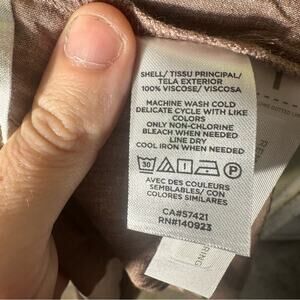 SHELL/ TISSU PRINCIPAL/
TELA EXTERIOR
100% VISCOSE/ VISCOSA
MACHINE WASH COLD
DELICATE CYCLE WITH LIKE
COLORS
ONLY NON-CHLORINE
BLEACH WHEN NEEDED
LINE DRY
COOL IRON WHEN NEEDED
30
P
AVEC DES COULEURS
SEMBLABLES/ CON
COLORES SIMILARES
CA#57421
RN#140923